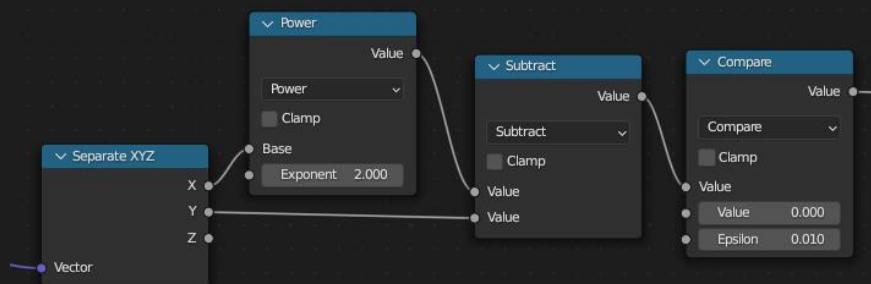 Power
Value
Power
Clamp
Base
Exponent 2.000
Separate XYZ
X
Y
Z
Vector
Subtract
Value
Subtract
Clamp
Value
Value
Compare
Value
Compare
Clamp
Value
Value 0.000
Epsilon 0.010